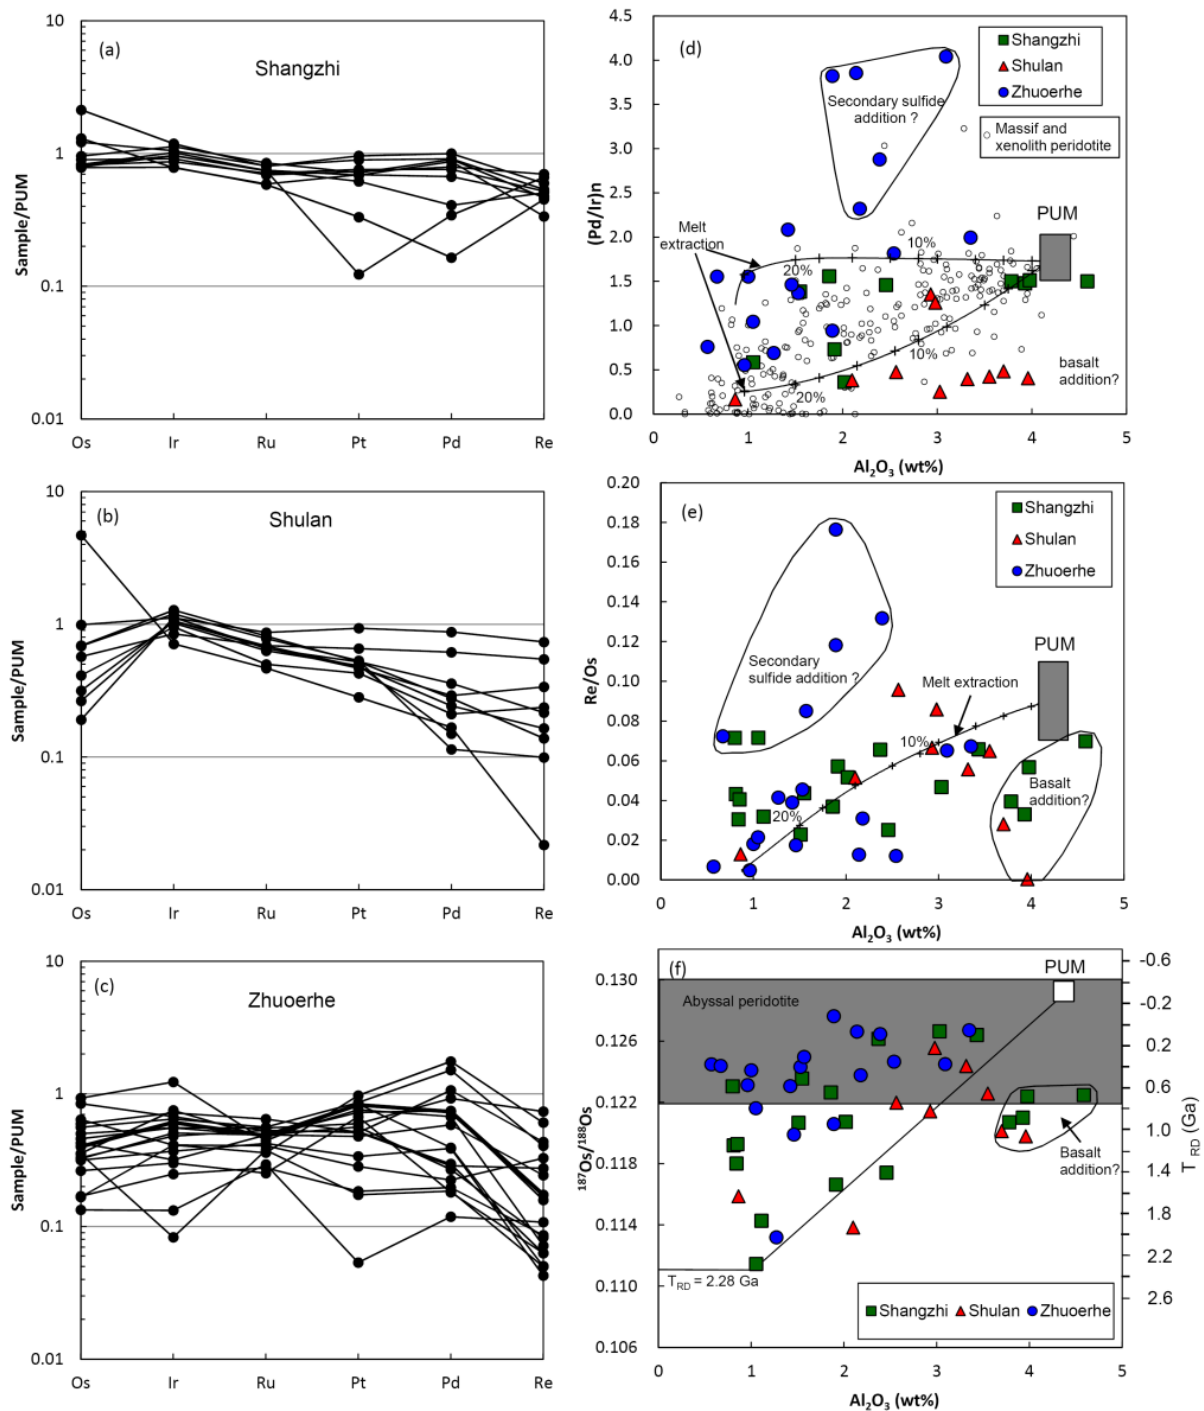 (a)
Shangzhi
Sample/PUM
10
1
0.1
0.01
Os Ir Ru Pt Pd Re
(b)
Shulan
Sample/PUM
10
1
0.1
0.01
Os Ir Ru Pt Pd Re
(c)
Zhuoerhe
Sample/PUM
10
1
0.1
0.01
Os Ir Ru Pt Pd Re
(d)
(Pd/Ir)n
4.5
4.0
3.5
3.0
2.5
2.0
1.5
1.0
0.5
0.0
Shangzhi
Shulan
Zhuoerhe
Massif and
xenolith peridotite
Secondary sulfide
addition ?
PUM
Melt
extraction
10%
20%
10%
20%
basalt
addition?
0 1 2 3 4 5
Al₂O₃ (wt%)
(e)
Re/Os
0.20
0.18
0.16
0.14
0.12
0.10
0.08
0.06
0.04
0.02
0.00
Shangzhi
Shulan
Zhuoerhe
PUM
Secondary
sulfide addition ?
Melt extraction
10%
20%
Basalt
addition?
0 1 2 3 4 5
Al₂O₃ (wt%)
(f)
¹⁸⁷Os/¹⁸⁸Os
0.130
0.126
0.122
0.118
0.114
0.110
0.106
PUM
Abyssal peridotite
Basalt
addition?
T RD = 2.28 Ga
Shangzhi Shulan Zhuoerhe
-0.6
-0.2
0.2
0.6
1.0
1.4
1.8
2.2
2.6
T RD (Ga)
0 1 2 3 4 5
Al₂O₃ (wt%)